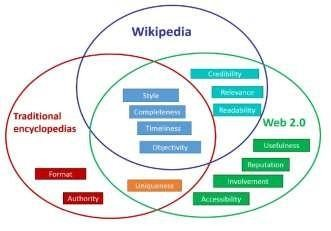 Wikipedia
Credibility
Relevance
Readability
Style
Completeness
Timeliness
Objectivity
Traditional
encyclopedias
Web 2.0
Usefulness
Reputation
Involvement
Accessibility
Format
Authority
Uniqueness